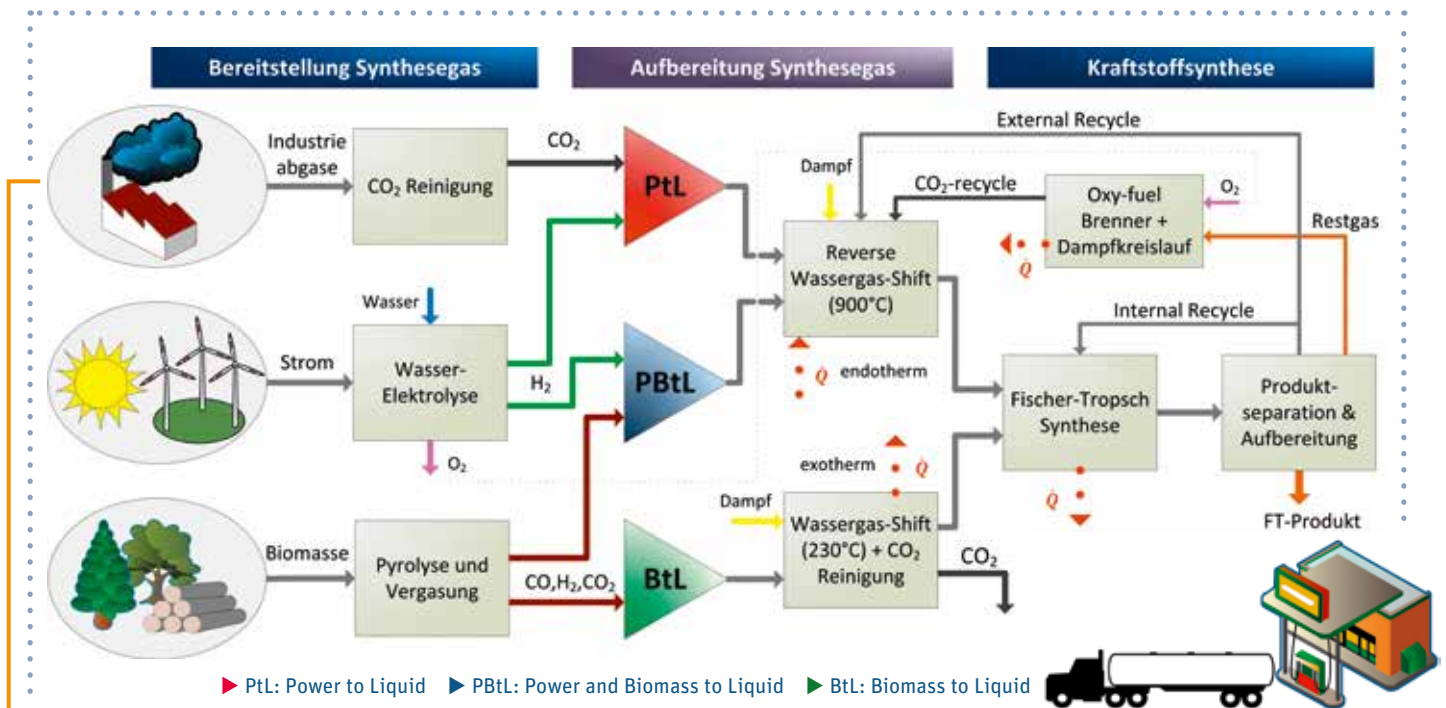 Bereitstellung Synthesegas
Aufbereitung Synthesegas
Kraftstoffsynthese
Industrie
abgase
CO₂ Reinigung
CO₂
PtL
Dampf
External Recycle
CO₂-recycle
Oxy-fuel
Brenner +
Dampfkreislauf
O₂
Restgas
Q̇
Reverse
Wassergas-Shift
(900°C)
Wasser
Strom
Wasser-
Elektrolyse
H₂
O₂
PBtL
Q̇
endotherm
Internal Recycle
Fischer-Tropsch
Synthese
Produkt-
separation &
Aufbereitung
exotherm
Q̇
Q̇
FT-Produkt
Biomasse
Pyrolyse und
Vergasung
CO,H₂,CO₂
BtL
Dampf
Wassergas-Shift
(230°C) + CO₂
Reinigung
CO₂
PtL: Power to Liquid
PBtL: Power and Biomass to Liquid
BtL: Biomass to Liquid